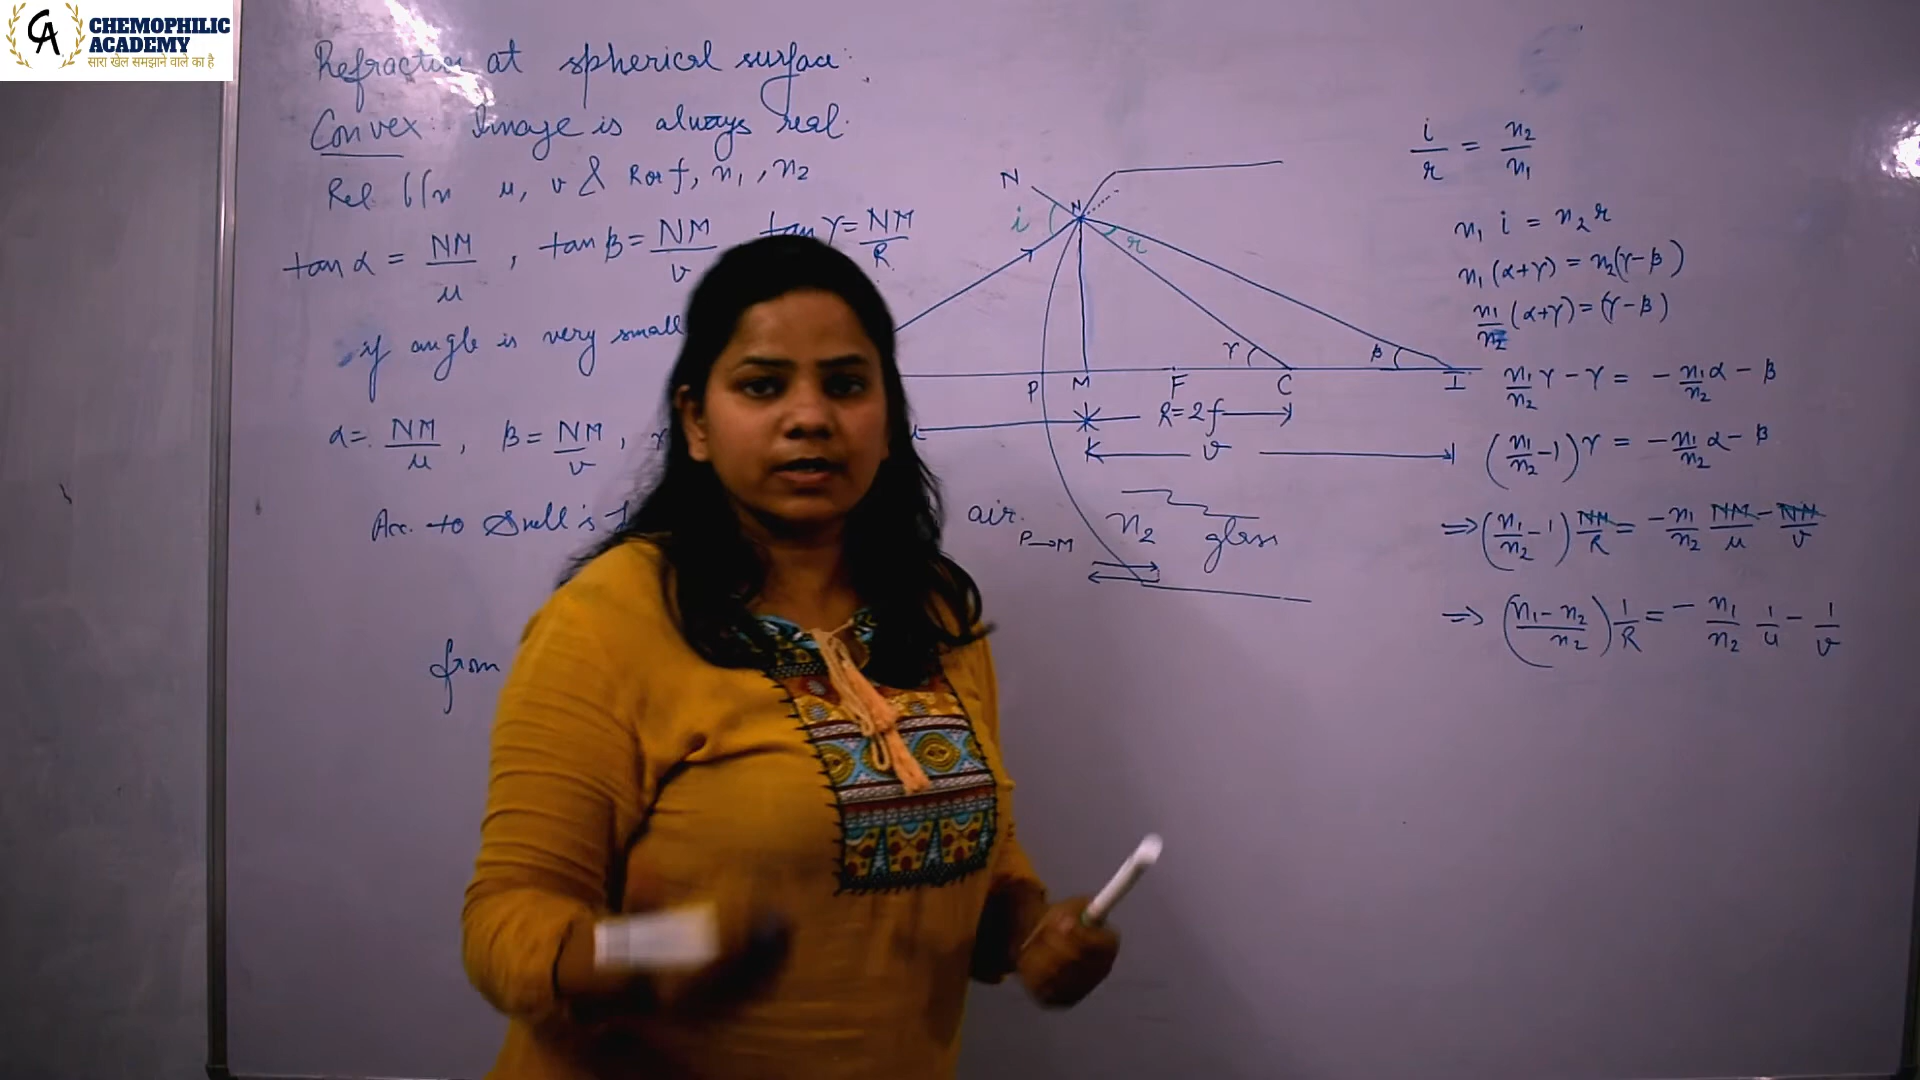 CHEMOPHILIC
ACADEMY
सारा खेल समझाने वाले का है
CA
Refraction at spherical surface:
Convex: Image is always real.
Rel. b/n u, v & R or f, n₁, n₂
tan α = NM/u , tan β = NM/v tan γ = NM/R
if angle is very small
α = NM/u , β = NM/v , γ
Acc. to Snell's
from
N
N
i
r
γ
β
P M F C I
R = 2f
v
air.
P→M
n₂ glass
i/r = n₂/n₁
n₁ i = n₂ r
n₁ (α+γ) = n₂(γ-β)
n₁/n₂ (α+γ) = (γ-β)
n₁/n₂ γ - γ = - n₁/n₂ α - β
(n₁/n₂ - 1) γ = - n₁/n₂ α - β
⇒ (n₁/n₂ - 1) NM/R = - n₁/n₂ NM/u - NM/v
⇒ (n₁ - n₂/n₂) 1/R = - n₁/n₂ 1/u - 1/v